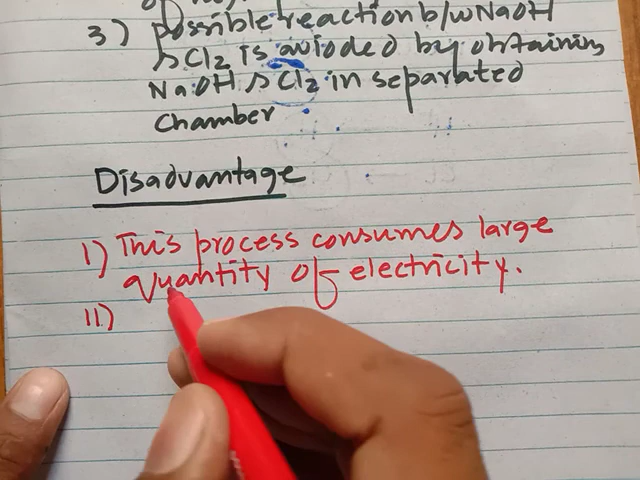 3) possible reaction b/w NaOH
& Cl2 is avioded by obtaining
NaOH & Cl2 in separated
Chamber
Disadvantage
1) This process consumes large
quantity of electricity.
11)